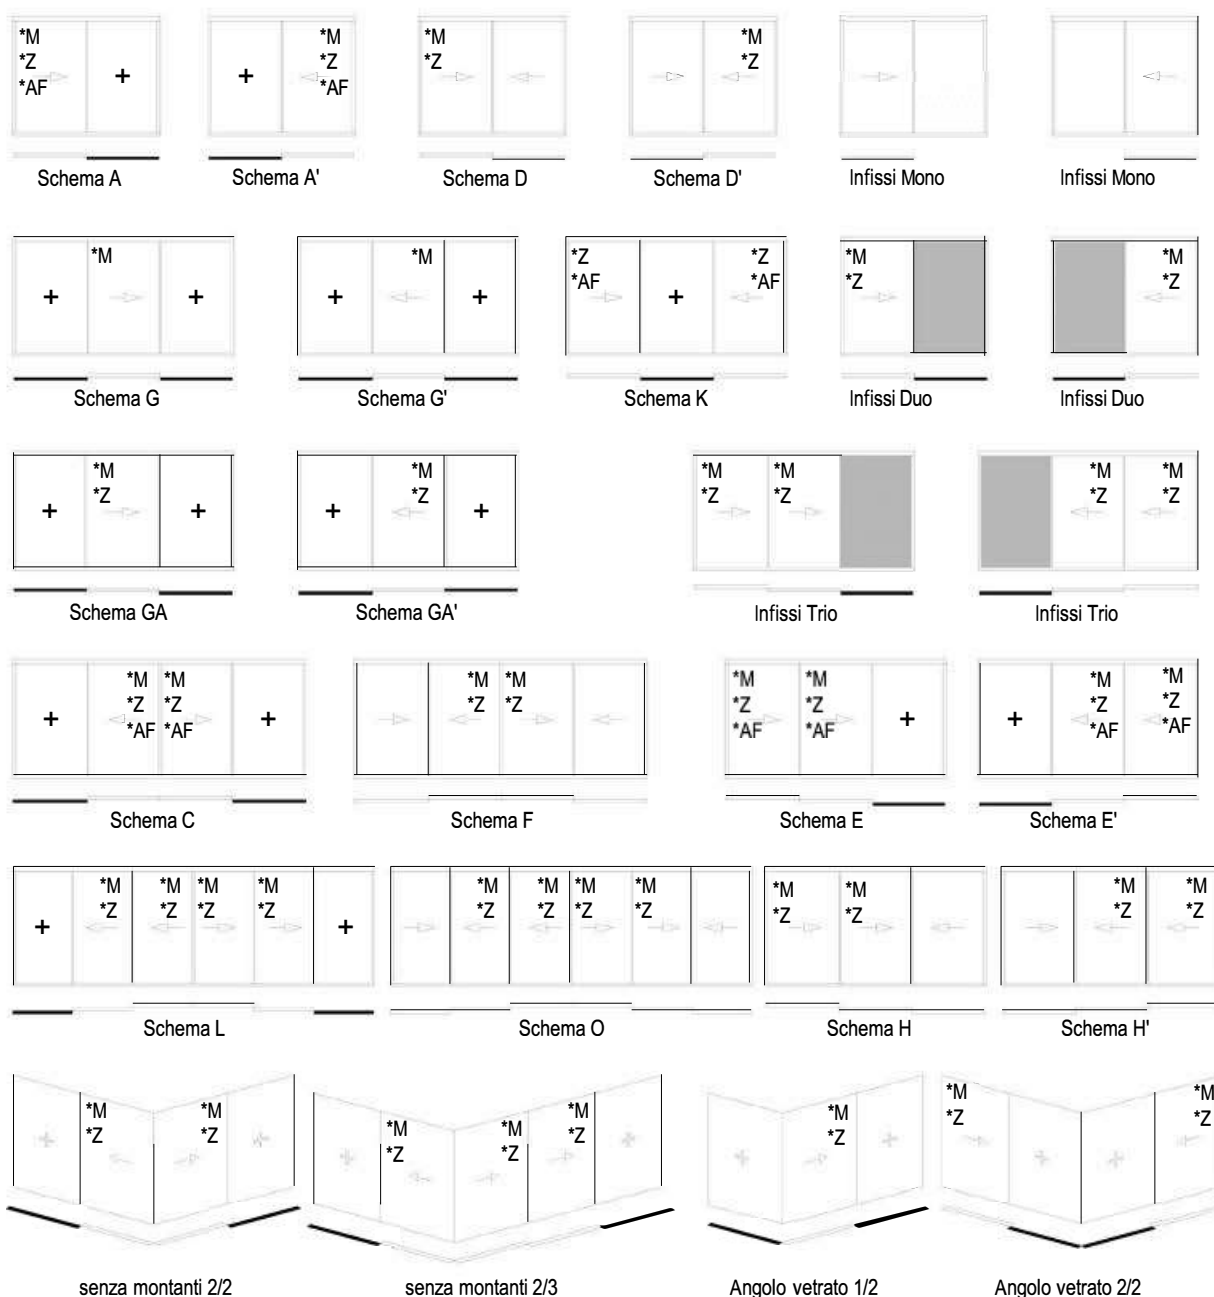 *M *M *M *M
*Z *Z *Z *Z
*AF + + *AF
Schema A Schema A' Schema D Schema D' Infissi Mono Infissi Mono
*M *M *Z *Z *M *M
*AF *AF *Z *Z
+ + + + +
Schema G Schema G' Schema K Infissi Duo Infissi Duo
*M *M *M *M *M *M
*Z *Z *Z *Z *Z *Z
+ + + +
Schema GA Schema GA' Infissi Trio Infissi Trio
*M *M *M *M *M *M *M *M
*Z *Z *Z *Z *Z *Z *Z *Z
+ *AF *AF + *AF *AF + + *AF *AF
Schema C Schema F Schema E Schema E'
*M *M *M *M *M *M *M *M *M *M *M *M
*Z *Z *Z *Z *Z *Z *Z *Z *Z *Z *Z *Z
+ +
Schema L Schema O Schema H Schema H'
*M *M *M *M *M *M *M *M
*Z *Z *Z *Z *Z *Z *Z *Z
+ + + + + + + +
senza montanti 2/2 senza montanti 2/3 Angolo vetrato 1/2 Angolo vetrato 2/2